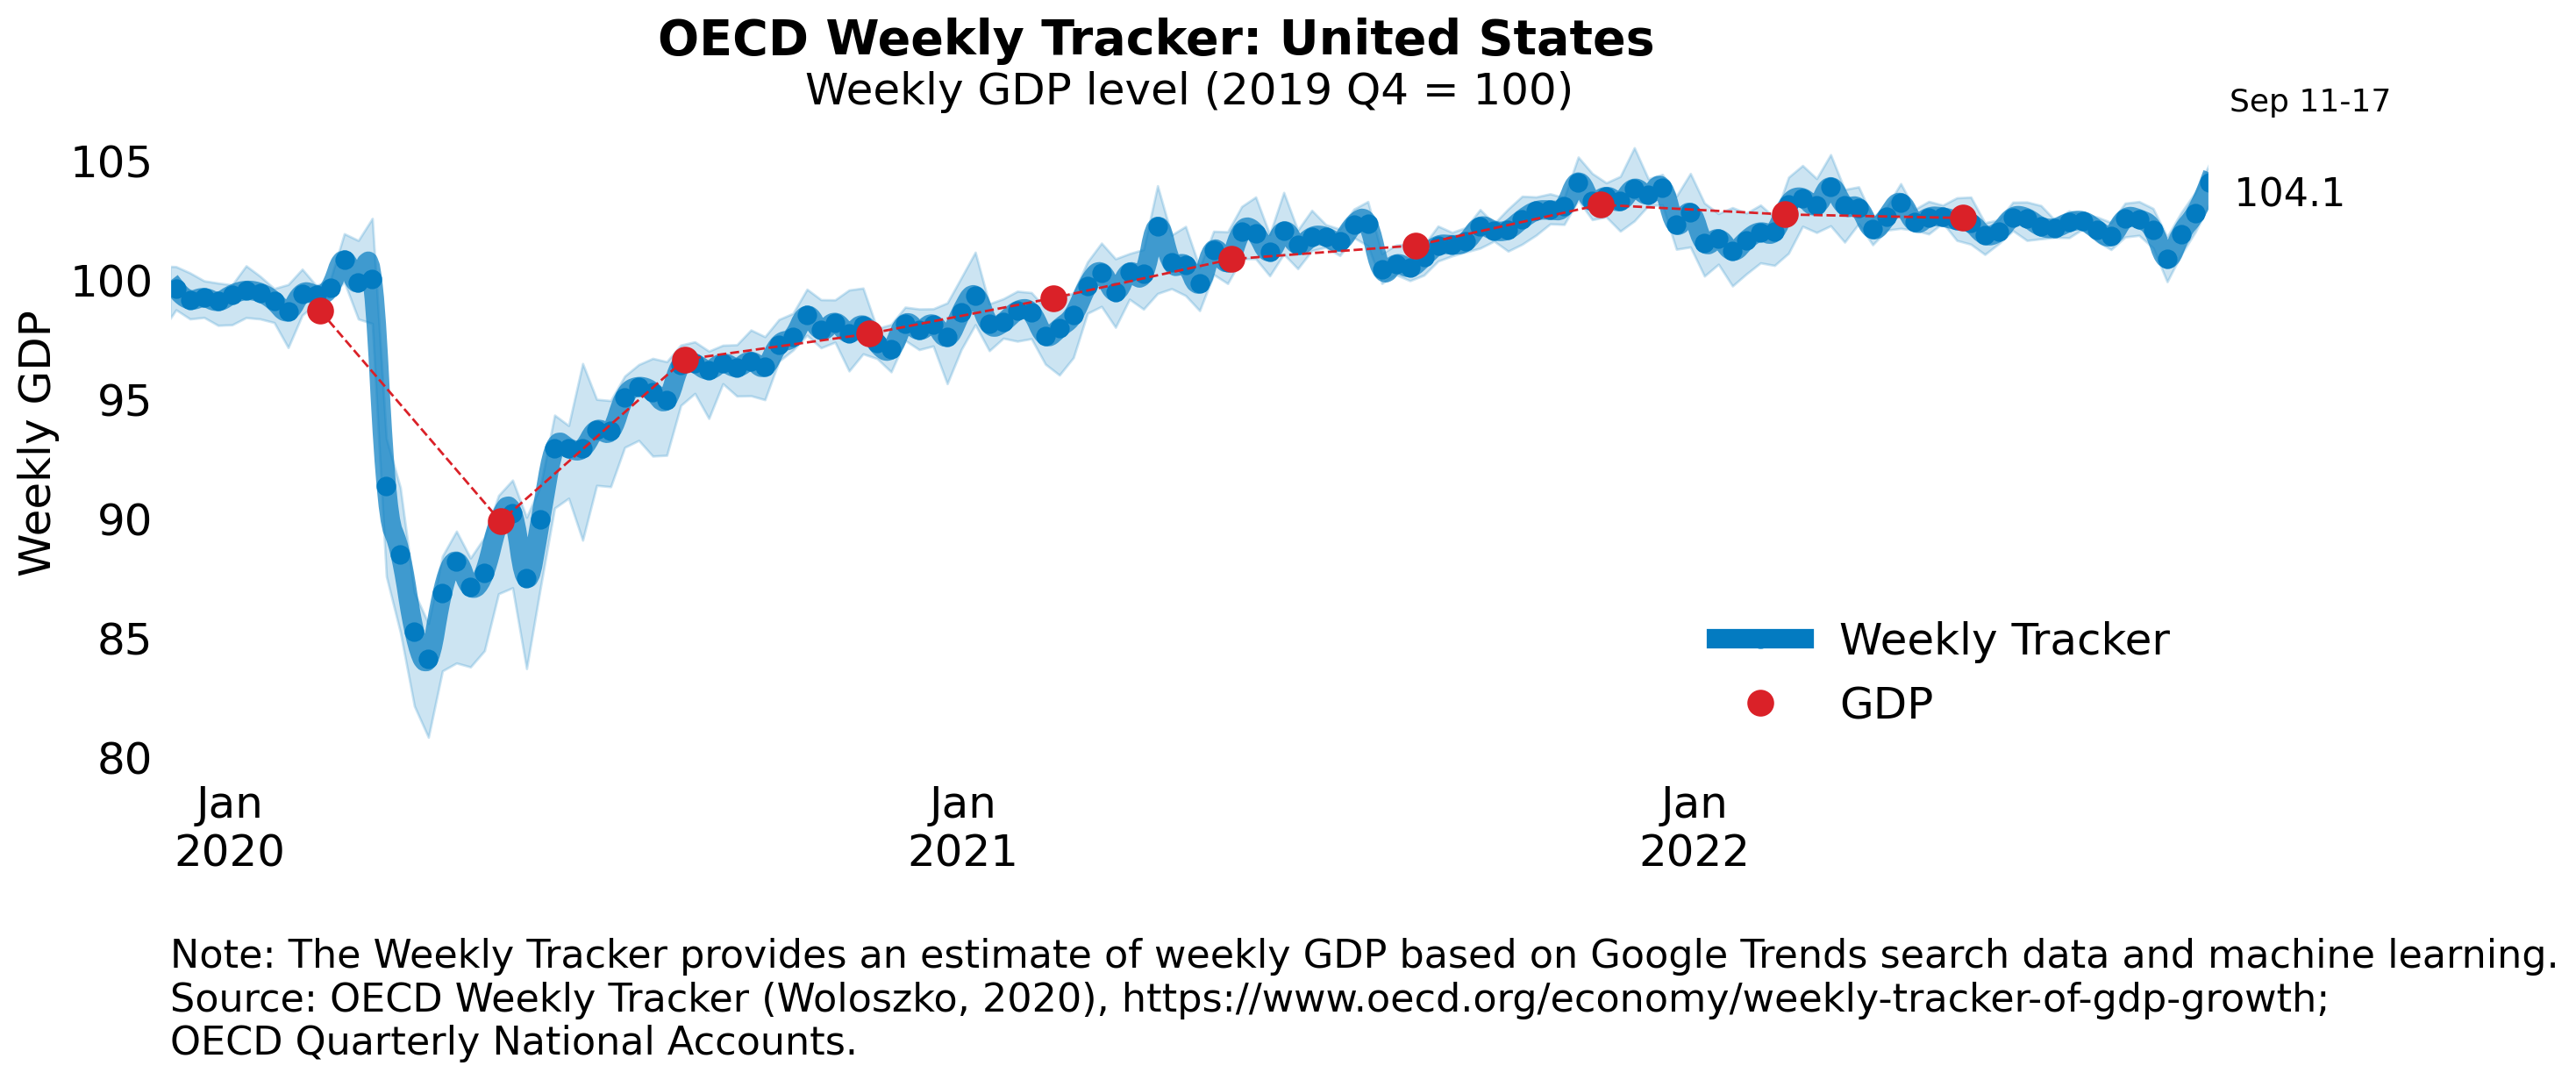 OECD Weekly Tracker: United States
Weekly GDP level (2019 Q4 = 100)
Sep 11-17
104.1
Weekly GDP
105
100
95
90
85
80
Jan
2020
Jan
2021
Jan
2022
Weekly Tracker
GDP
Note: The Weekly Tracker provides an estimate of weekly GDP based on Google Trends search data and machine learning.
Source: OECD Weekly Tracker (Woloszko, 2020), https://www.oecd.org/economy/weekly-tracker-of-gdp-growth;
OECD Quarterly National Accounts.